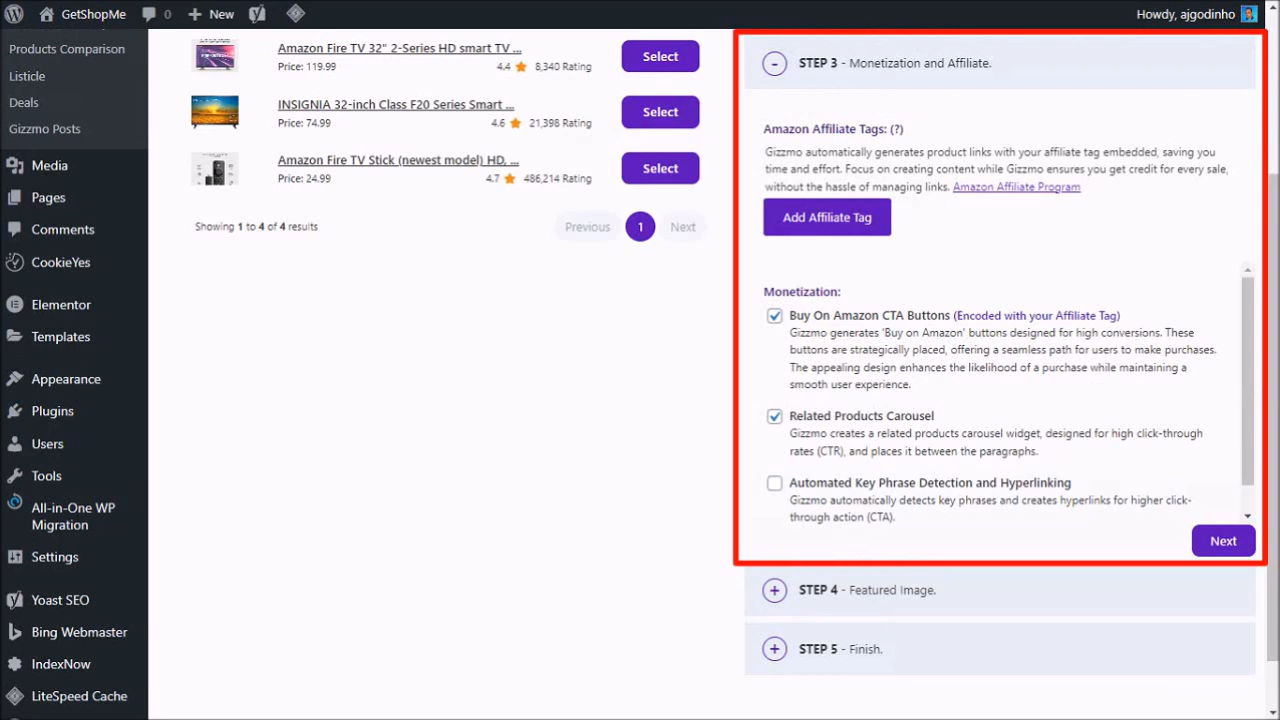 GetShopMe
0
New
Howdy, ajgodinho
Products Comparison
Listicle
Deals
Gizzmo Posts
Media
Pages
Comments
CookieYes
Elementor
Templates
Appearance
Plugins
Users
Tools
All-in-One WP
Migration
Settings
Yoast SEO
Bing Webmaster
IndexNow
LiteSpeed Cache
Amazon Fire TV 32" 2-Series HD smart TV ...
Price: 119.99
4.4
8,340 Rating
Select
INSIGNIA 32-inch Class F20 Series Smart ...
Price: 74.99
4.6
21,398 Rating
Select
Amazon Fire TV Stick (newest model) HD, ...
Price: 24.99
4.7
486,214 Rating
Select
Showing 1 to 4 of 4 results
Previous
1
Next
STEP 3 - Monetization and Affiliate.
Amazon Affiliate Tags: (?)
Gizzmo automatically generates product links with your affiliate tag embedded, saving you
time and effort. Focus on creating content while Gizzmo ensures you get credit for every sale,
without the hassle of managing links. Amazon Affiliate Program
Add Affiliate Tag
Monetization:
Buy On Amazon CTA Buttons (Encoded with your Affiliate Tag)
Gizzmo generates 'Buy on Amazon' buttons designed for high conversions. These
buttons are strategically placed, offering a seamless path for users to make purchases.
The appealing design enhances the likelihood of a purchase while maintaining a
smooth user experience.
Related Products Carousel
Gizzmo creates a related products carousel widget, designed for high click-through
rates (CTR), and places it between the paragraphs.
Automated Key Phrase Detection and Hyperlinking
Gizzmo automatically detects key phrases and creates hyperlinks for higher click-
through action (CTA).
Next
STEP 4 - Featured Image.
STEP 5 - Finish.